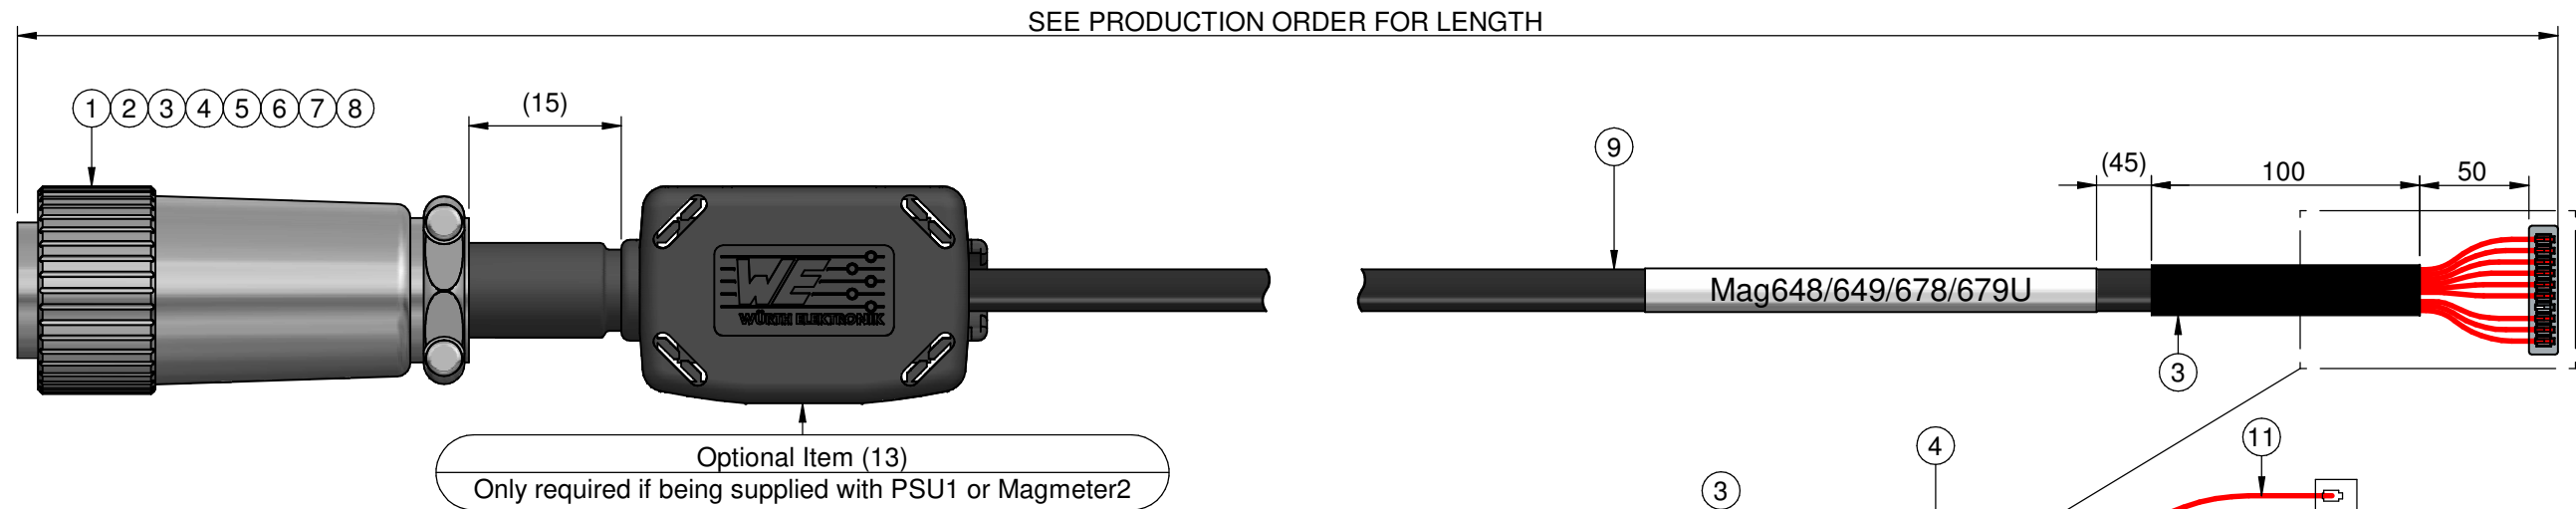 SEE PRODUCTION ORDER FOR LENGTH
1 2 3 4 5 6 7 8
(15)
9
(45)
100
50
WE
WÜRTH ELEKTRONIK
Mag648/649/678/679U
3
Optional Item (13)
Only required if being supplied with PSU1 or Magmeter2
3
4
11